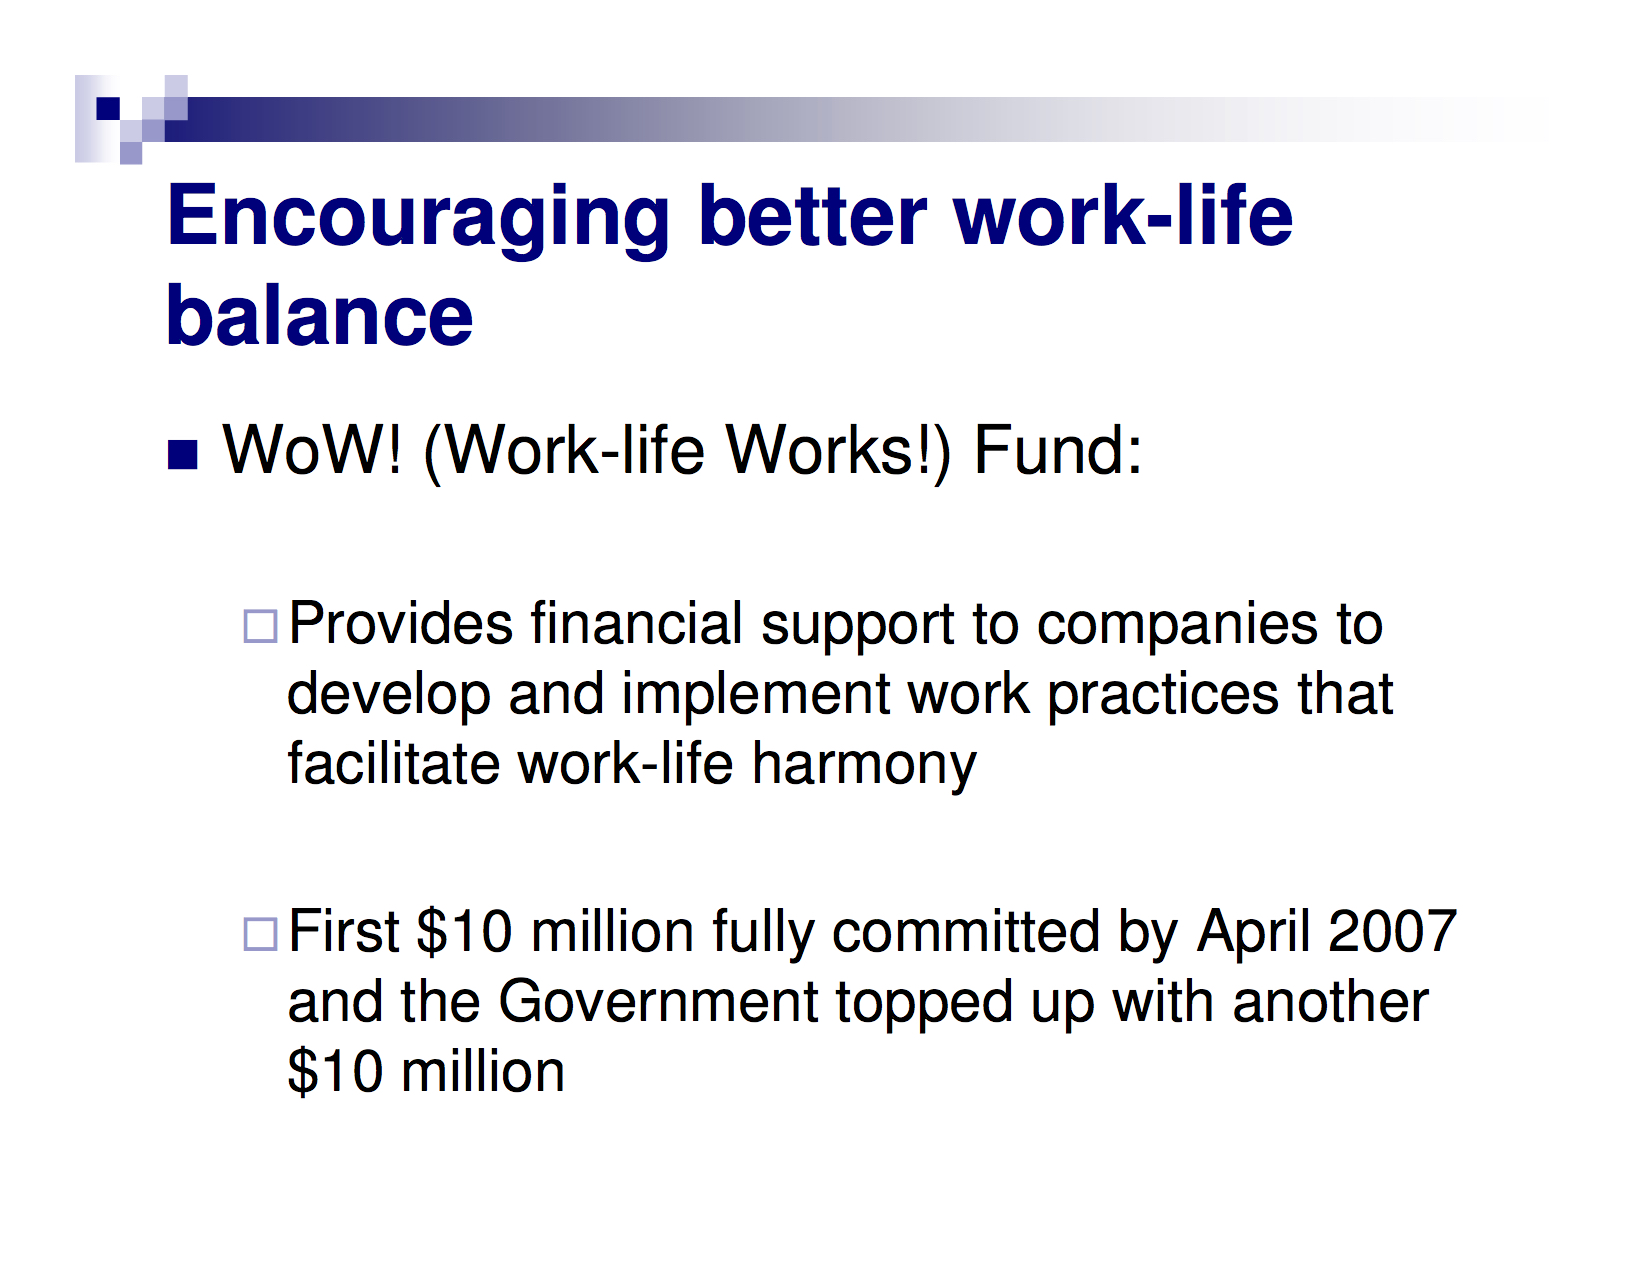 Encouraging better work-life
balance
WoW! (Work-life Works!) Fund:
Provides financial support to companies to
develop and implement work practices that
facilitate work-life harmony
First $10 million fully committed by April 2007
and the Government topped up with another
$10 million